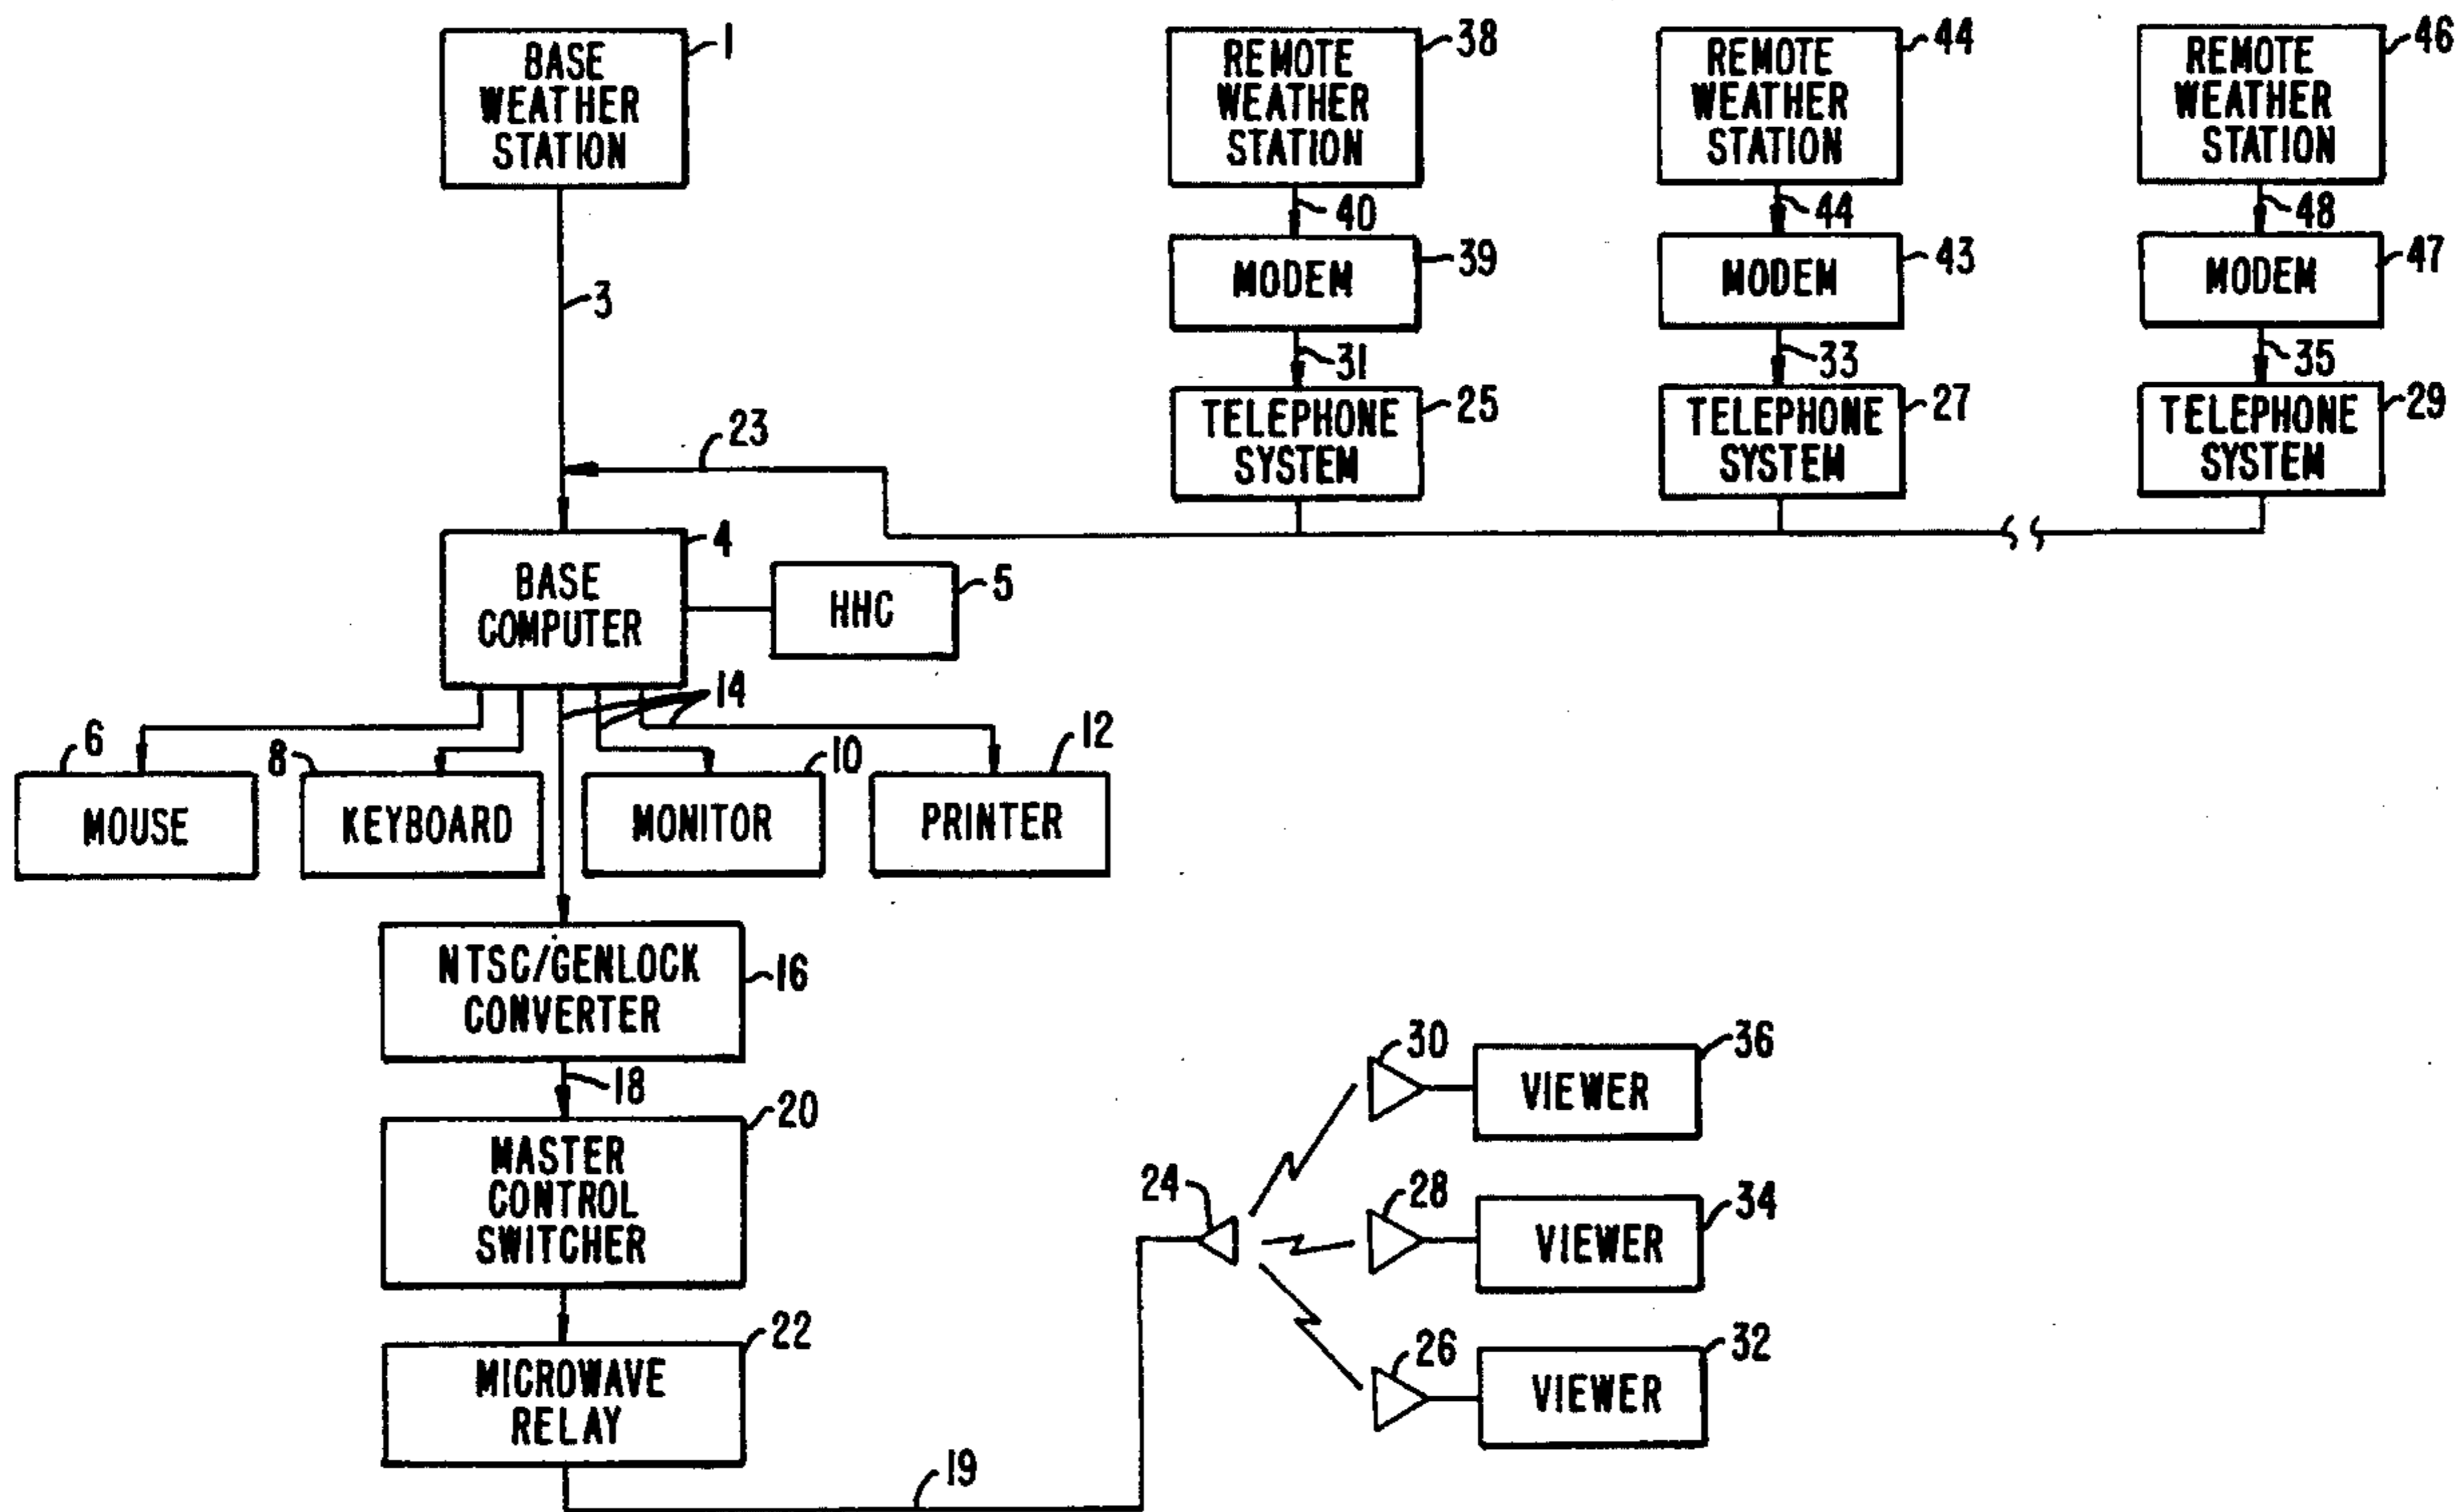 BASE
WEATHER
STATION
1
REMOTE
WEATHER
STATION
38
REMOTE
WEATHER
STATION
44
REMOTE
WEATHER
STATION
46
40
44
48
MODEM
39
MODEM
43
MODEM
47
3
31
33
35
TELEPHONE
SYSTEM
25
TELEPHONE
SYSTEM
27
TELEPHONE
SYSTEM
29
23
BASE
COMPUTER
4
HHC
5
14
6
MOUSE
8
KEYBOARD
10
MONITOR
12
PRINTER
NTSC/GENLOCK
CONVERTER
16
18
MASTER
CONTROL
SWITCHER
20
MICROWAVE
RELAY
22
19
24
30
VIEWER
36
28
VIEWER
34
26
VIEWER
32